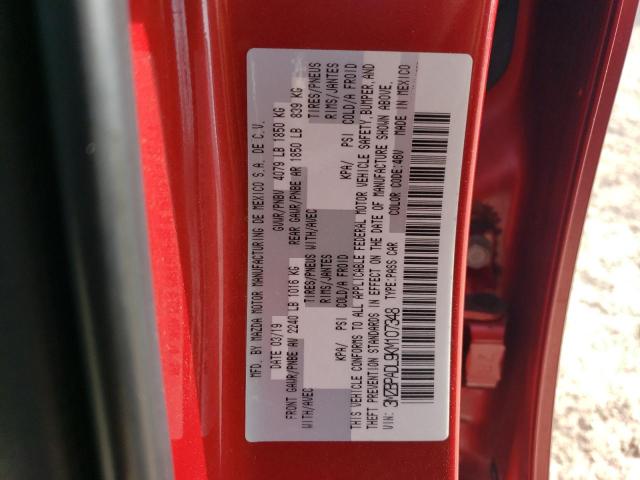 MFD. BY MAZDA MOTOR MANUFACTURING DE MEXICO S.A. DE C.V.
DATE 03/19 GVWR/PNBV 4079 LB 1850 KG
FRONT GAWR/PNBE AV 2240 LB 1016 KG REAR GAWR/PNBE AR 1850 LB 839 KG
WITH/AVEC TIRES/PNEUS WITH/AVEC TIRES/PNEUS
RIMS/JANTES RIMS/JANTES
KPA/ PSI COLD/A FROID KPA/ PSI COLD/A FROID
THIS VEHICLE CONFORMS TO ALL APPLICABLE FEDERAL MOTOR VEHICLE SAFETY, BUMPER, AND
THEFT PREVENTION STANDARDS IN EFFECT ON THE DATE OF MANUFACTURE SHOWN ABOVE.
VIN: 3MZBPADL9KM107348 TYPE:PASS CAR COLOR CODE:46V MADE IN MEXICO